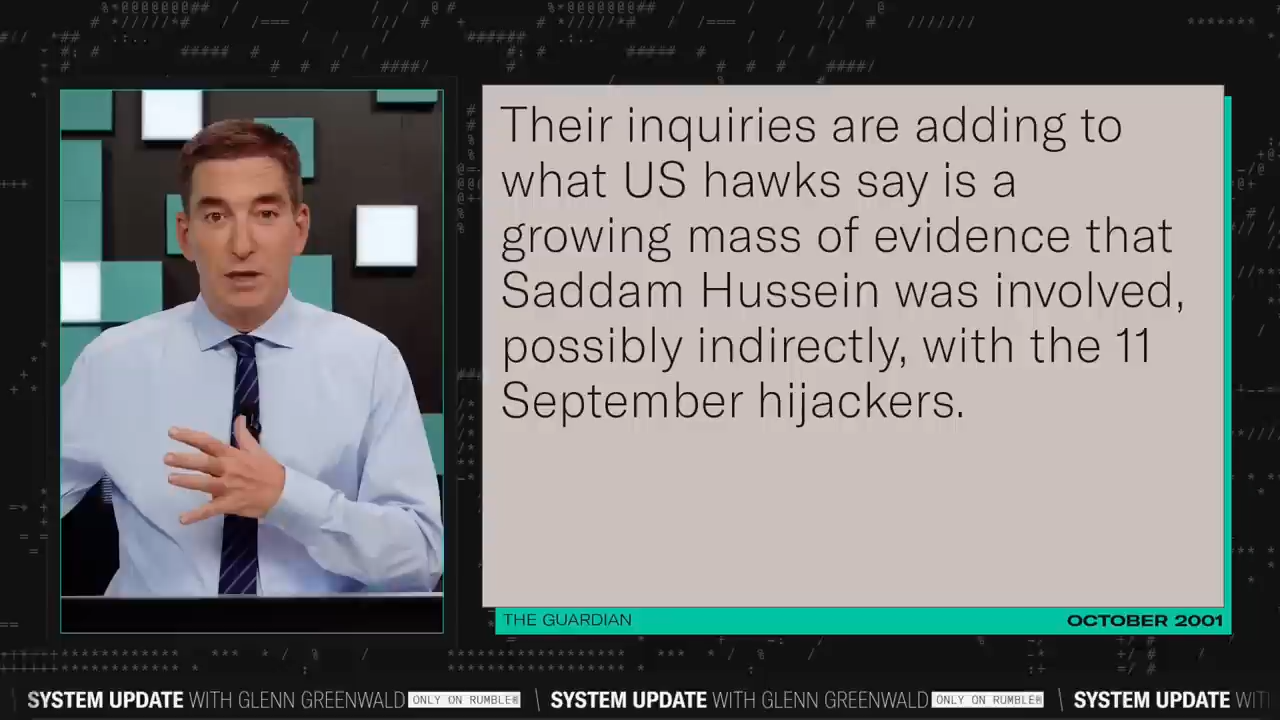 Their inquiries are adding to
what US hawks say is a
growing mass of evidence that
Saddam Hussein was involved,
possibly indirectly, with the 11
September hijackers.
THE GUARDIAN OCTOBER 2001
SYSTEM UPDATE WITH GLENN GREENWALD ONLY ON RUMBLE \ SYSTEM UPDATE WITH GLENN GREENWALD ONLY ON RUMBLE \ SYSTEM UPDATE WIT